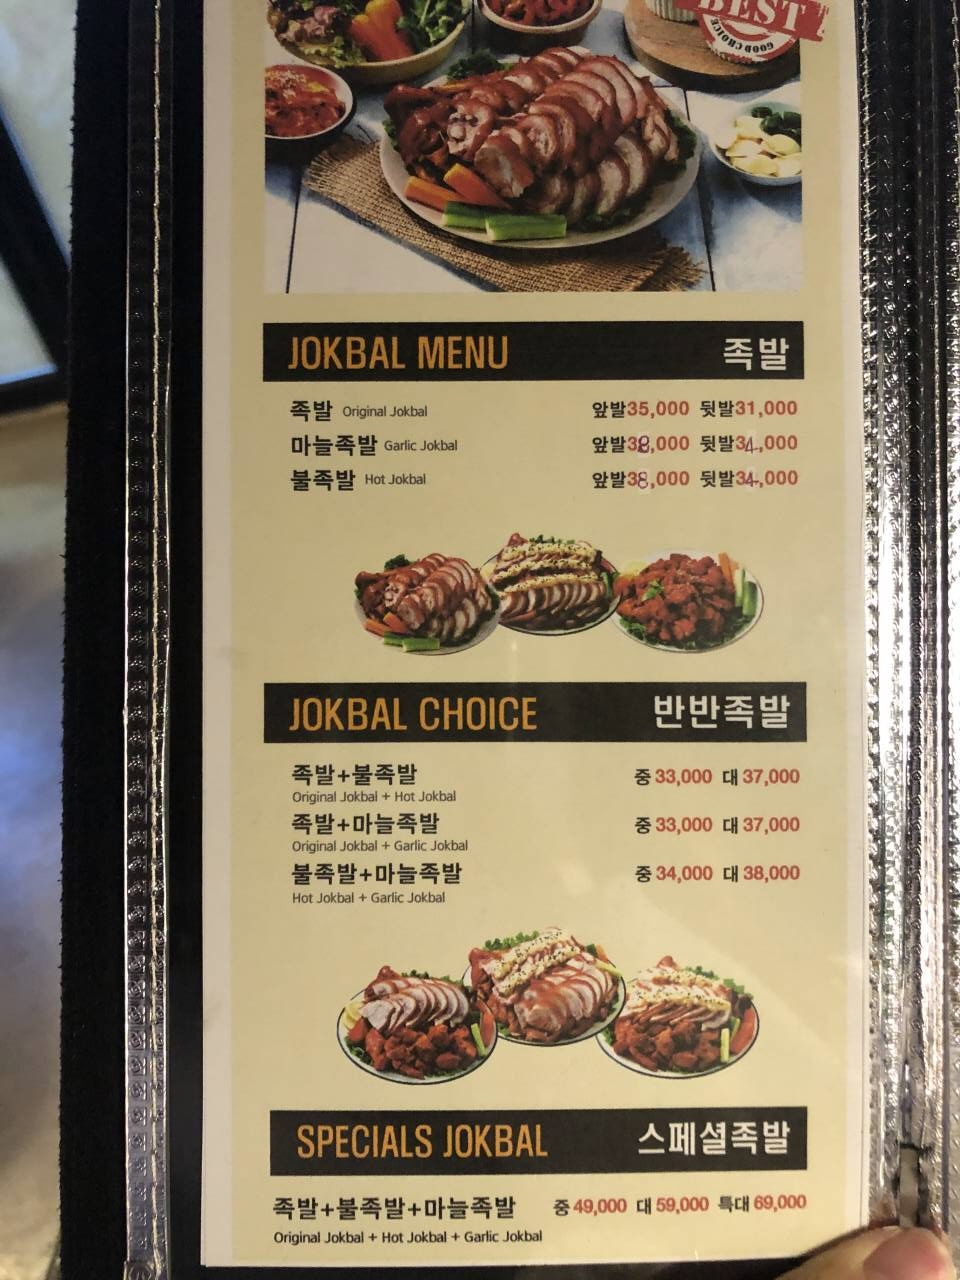 BEST
GOOD CHOICE
JOKBAL MENU 족발
족발 Original Jokbal 앞발35,000 뒷발31,000
마늘족발 Garlic Jokbal 앞발38,000 뒷발34,000
불족발 Hot Jokbal 앞발38,000 뒷발34,000
JOKBAL CHOICE 반반족발
족발+불족발 중 33,000 대 37,000
Original Jokbal + Hot Jokbal
족발+마늘족발 중 33,000 대 37,000
Original Jokbal + Garlic Jokbal
불족발+마늘족발 중 34,000 대 38,000
Hot Jokbal + Garlic Jokbal
SPECIALS JOKBAL 스페셜족발
족발+불족발+마늘족발 중 49,000 대 59,000 특대 69,000
Original Jokbal + Hot Jokbal + Garlic Jokbal